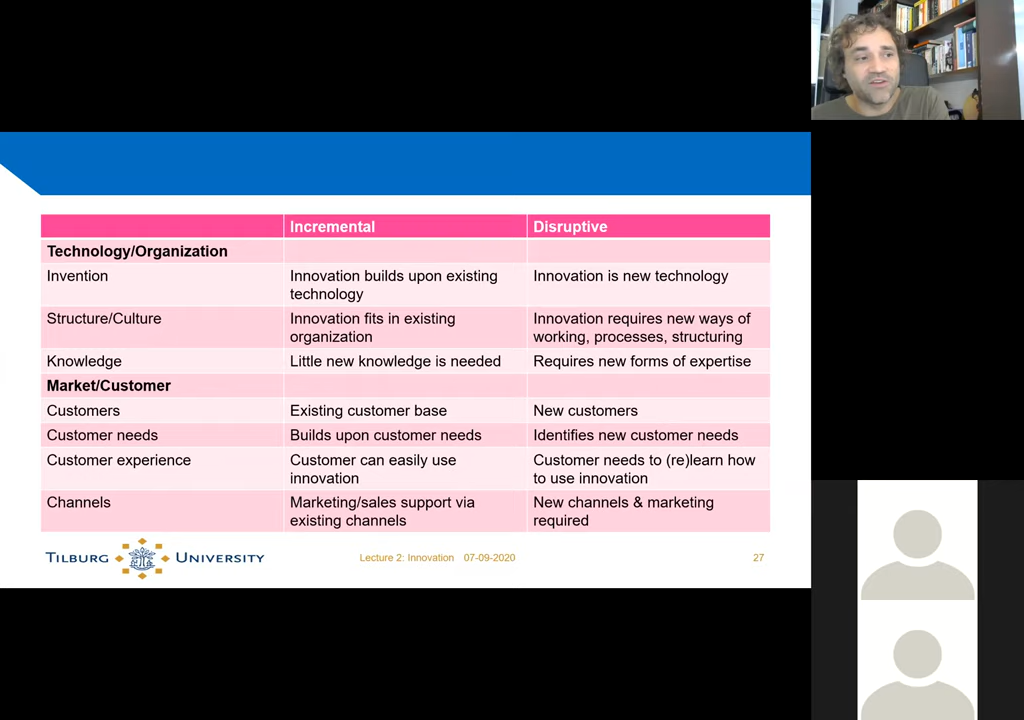 Incremental Disruptive
Technology/Organization
Invention Innovation builds upon existing technology Innovation is new technology
Structure/Culture Innovation fits in existing organization Innovation requires new ways of working, processes, structuring
Knowledge Little new knowledge is needed Requires new forms of expertise
Market/Customer
Customers Existing customer base New customers
Customer needs Builds upon customer needs Identifies new customer needs
Customer experience Customer can easily use innovation Customer needs to (re)learn how to use innovation
Channels Marketing/sales support via existing channels New channels & marketing required
TILBURG UNIVERSITY Lecture 2: Innovation 07-09-2020 27